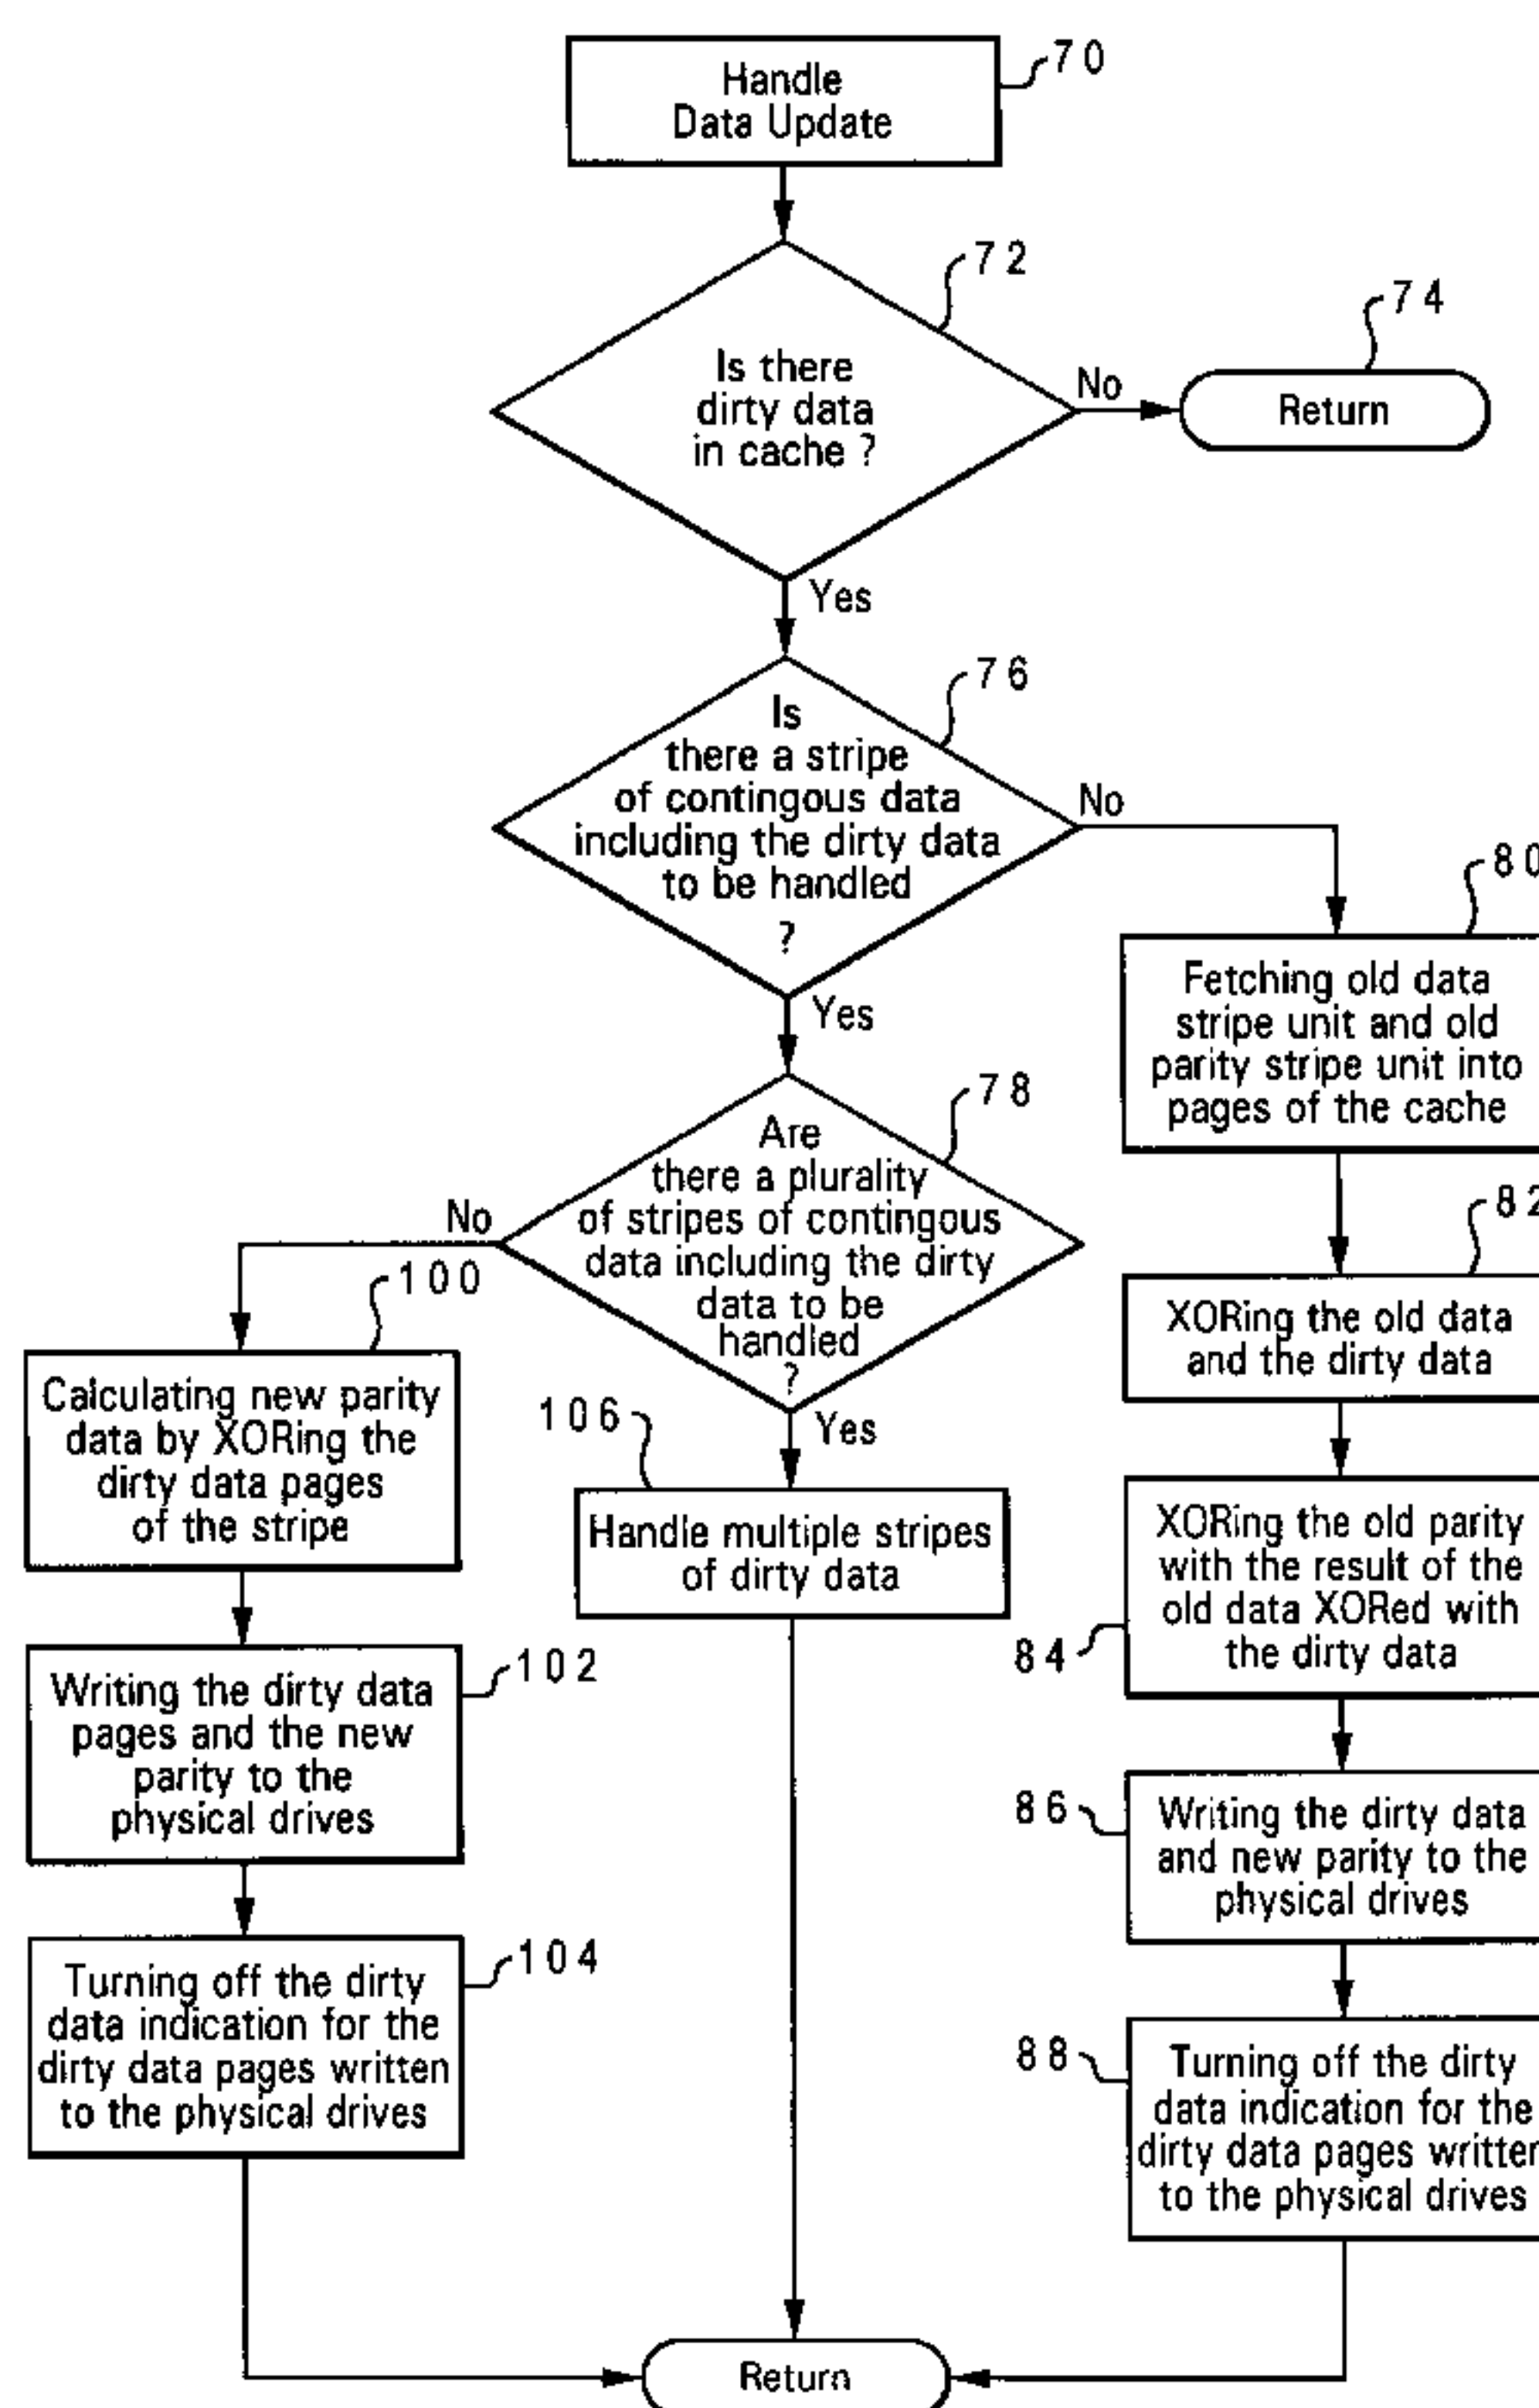 70
Handle
Data Update
72
Is there
dirty data
in cache ?
No
74
Return
Yes
76
Is
there a stripe
of contingous data
including the dirty data
to be handled
?
No
Yes
80
Fetching old data
stripe unit and old
parity stripe unit into
pages of the cache
78
Are
there a plurality
of stripes of contingous
data including the dirty
data to be
handled
?
No
Yes
82
XORing the old data
and the dirty data
100
Calculating new parity
data by XORing the
dirty data pages
of the stripe
106
Handle multiple stripes
of dirty data
84
XORing the old parity
with the result of the
old data XORed with
the dirty data
102
Writing the dirty data
pages and the new
parity to the
physical drives
86
Writing the dirty data
and new parity to the
physical drives
104
Turning off the dirty
data indication for the
dirty data pages written
to the physical drives
88
Turning off the dirty
data indication for the
dirty data pages written
to the physical drives
Return